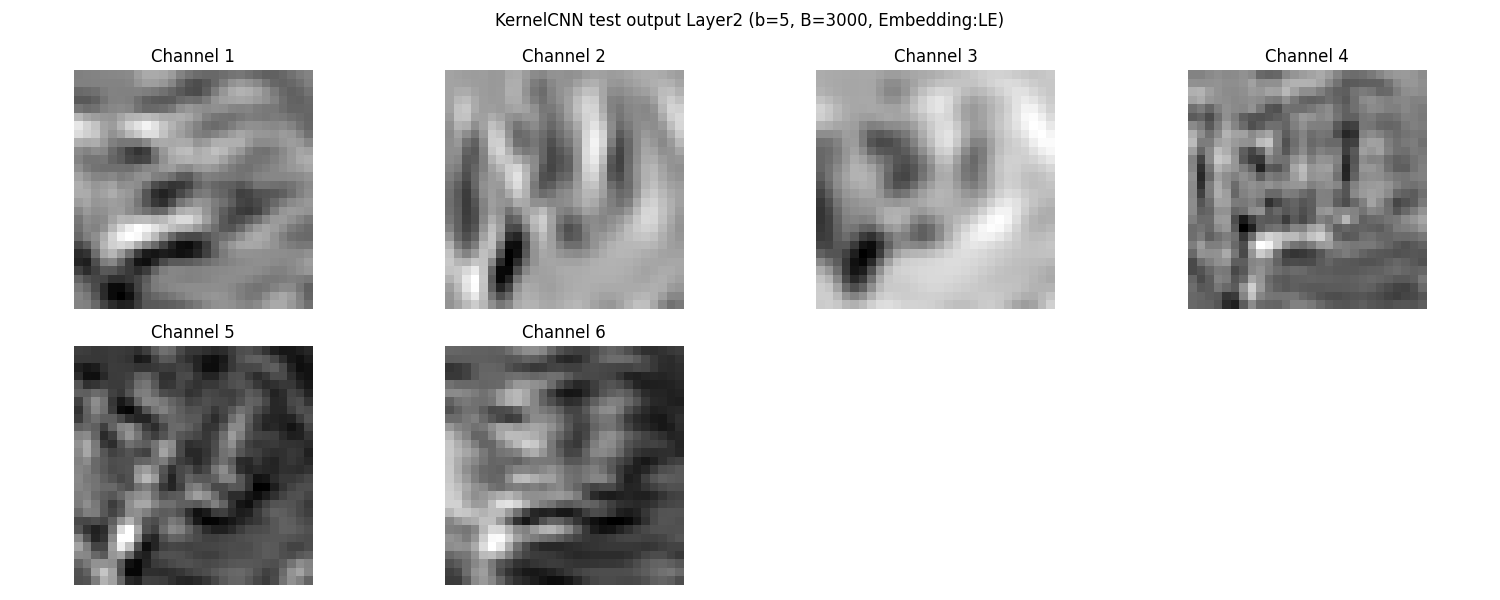 KernelCNN test output Layer2 (b=5, B=3000, Embedding:LE)
Channel 1
Channel 2
Channel 3
Channel 4
Channel 5
Channel 6